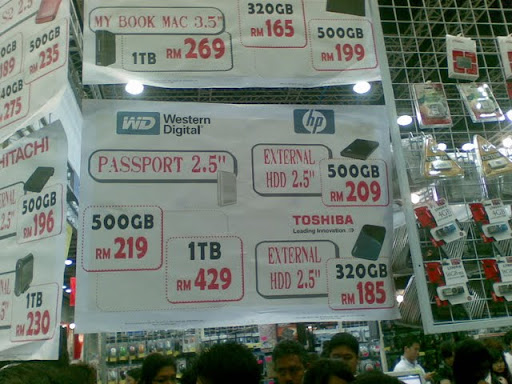 MY BOOK MAC 3.5"
1TB
RM 269
320GB
RM 165
500GB
RM 199
500GB
RM 235
275
WD Western Digital
hp
PASSPORT 2.5"
EXTERNAL
HDD 2.5"
500GB
RM 209
500GB
RM 219
1TB
RM 429
TOSHIBA
Leading Innovation
EXTERNAL
HDD 2.5"
320GB
RM 185
HITACHI
500GB
RM 196
1TB
RM 230